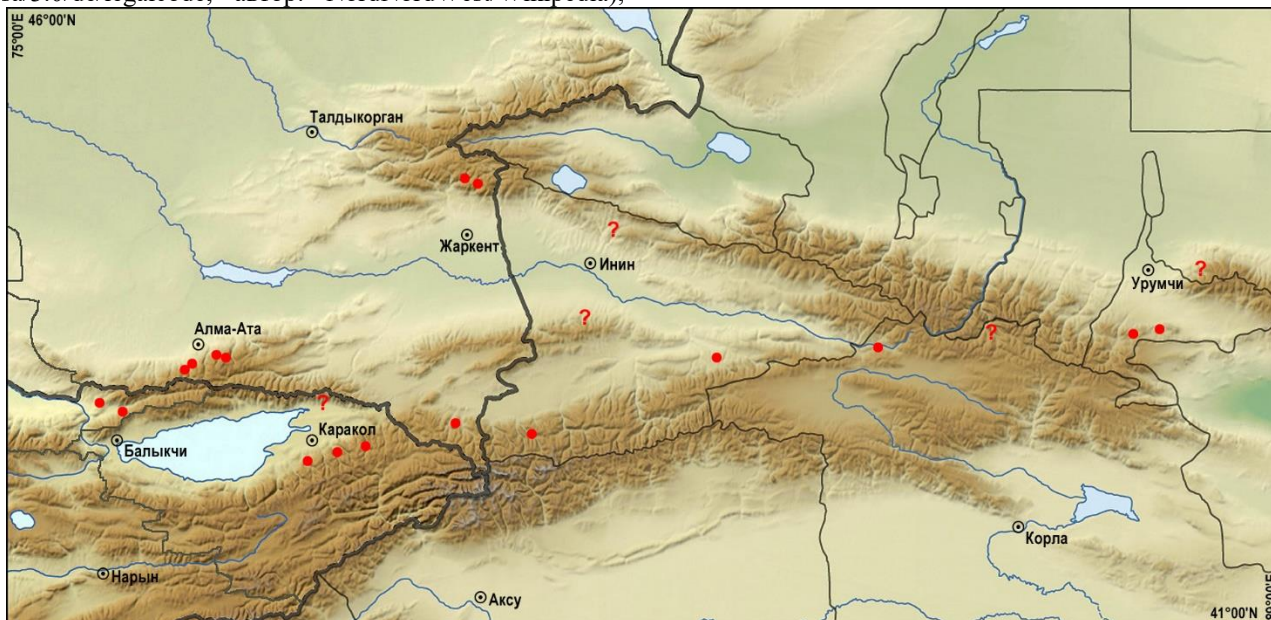 75°00'E
46°00'N
Талдыкорган
Жаркент
Инин
?
?
Урумчи
Алма-Ата
?
?
?
Каракол
Балыкчи
Корла
Нарын
Аксу
41°00'N